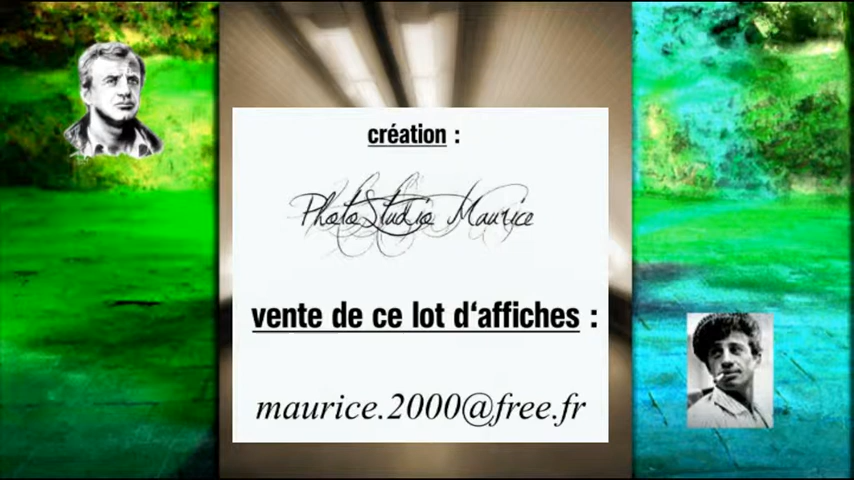 création :
PhotoStudio Maurice
vente de ce lot d‘affiches :
maurice.2000@free.fr